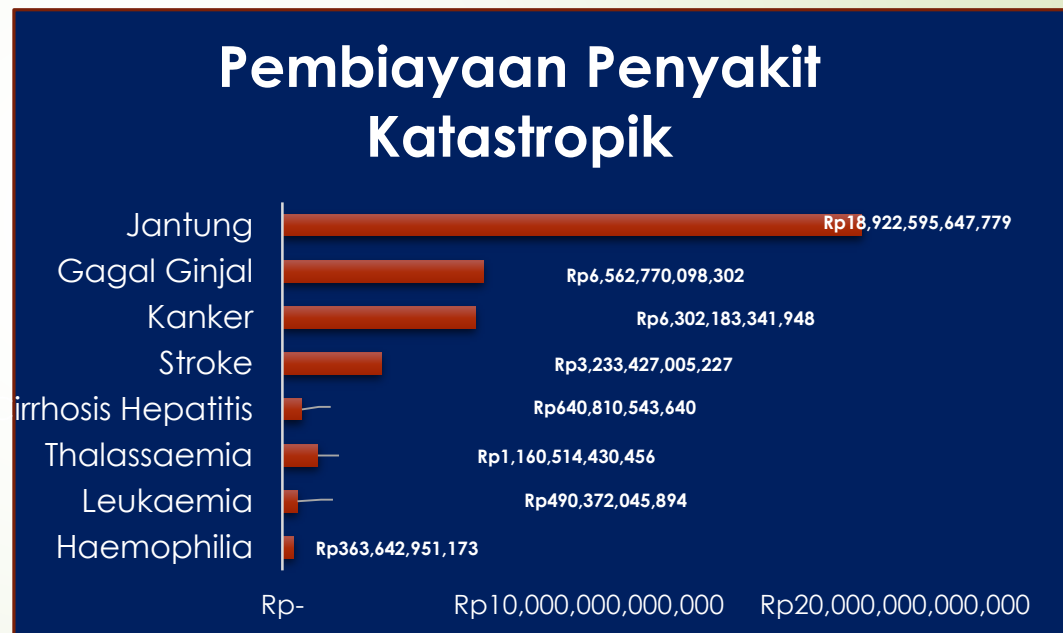 Pembiayaan Penyakit
Katastropik
Jantung Rp18,922,595,647,779
Gagal Ginjal Rp6,562,770,098,302
Kanker Rp6,302,183,341,948
Stroke Rp3,233,427,005,227
irrhosis Hepatitis Rp640,810,543,640
Thalassaemia Rp1,160,514,430,456
Leukaemia Rp490,372,045,894
Haemophilia Rp363,642,951,173
Rp- Rp10,000,000,000,000 Rp20,000,000,000,000